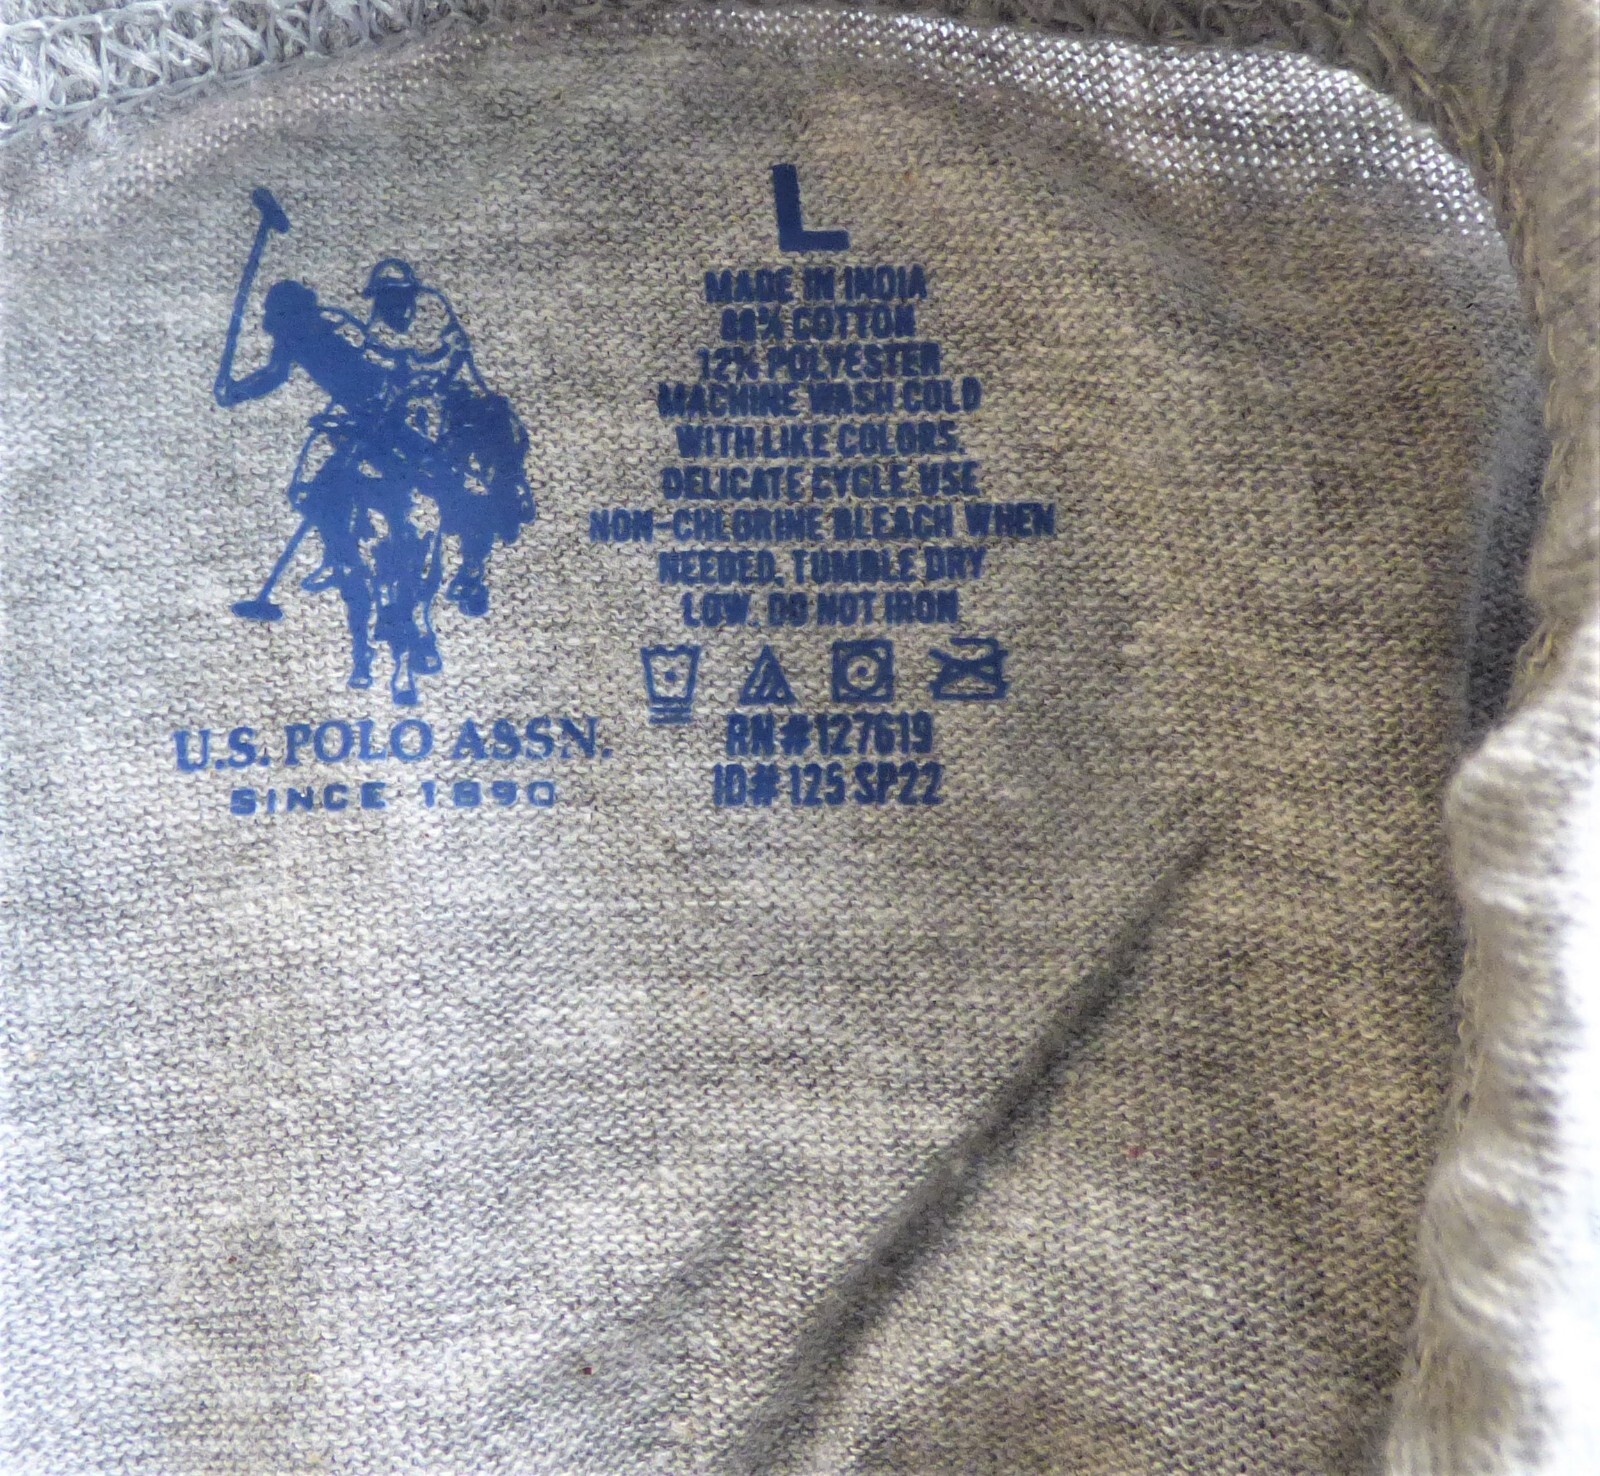 U.S. POLO ASSN.
SINCE 1890
L
MADE IN INDIA
88% COTTON
12% POLYESTER
MACHINE WASH COLD
WITH LIKE COLORS.
DELICATE CYCLE. USE
NON-CHLORINE BLEACH WHEN
NEEDED. TUMBLE DRY
LOW. DO NOT IRON
RN#127619
ID# 125 SP22